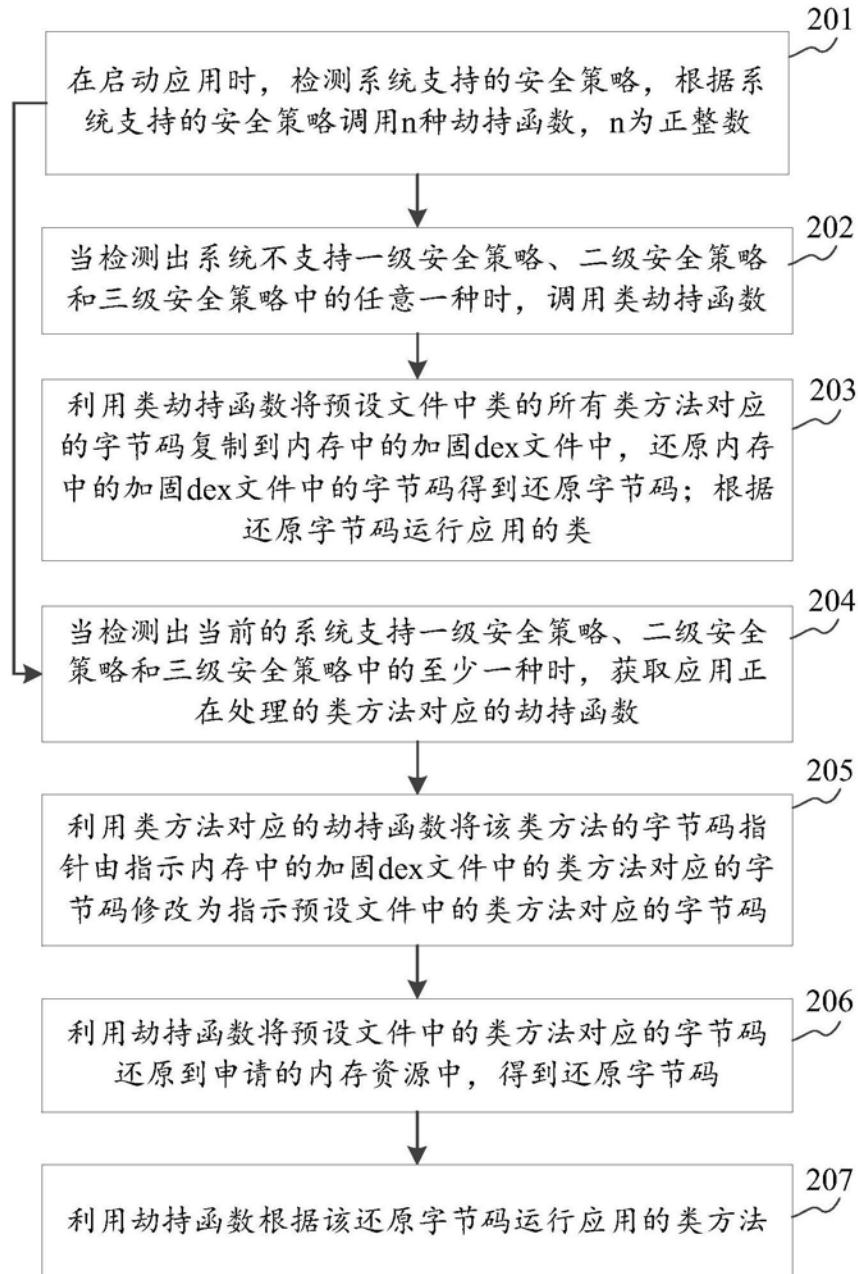 201
在启动应用时，检测系统支持的安全策略，根据系
统支持的安全策略调用n种劫持函数，n为正整数
202
当检测出系统不支持一级安全策略、二级安全策略
和三级安全策略中的任意一种时，调用类劫持函数
203
利用类劫持函数将预设文件中类的所有类方法对应
的字节码复制到内存中的加固dex文件中，还原内存
中的加固dex文件中的字节码得到还原字节码；根据
还原字节码运行应用的类
204
当检测出当前的系统支持一级安全策略、二级安全
策略和三级安全策略中的至少一种时，获取应用正
在处理的类方法对应的劫持函数
205
利用类方法对应的劫持函数将该类方法的字节码指
针由指示内存中的加固dex文件中的类方法对应的字
节码修改为指示预设文件中的类方法对应的字节码
206
利用劫持函数将预设文件中的类方法对应的字节码
还原到申请的内存资源中，得到还原字节码
207
利用劫持函数根据该还原字节码运行应用的类方法